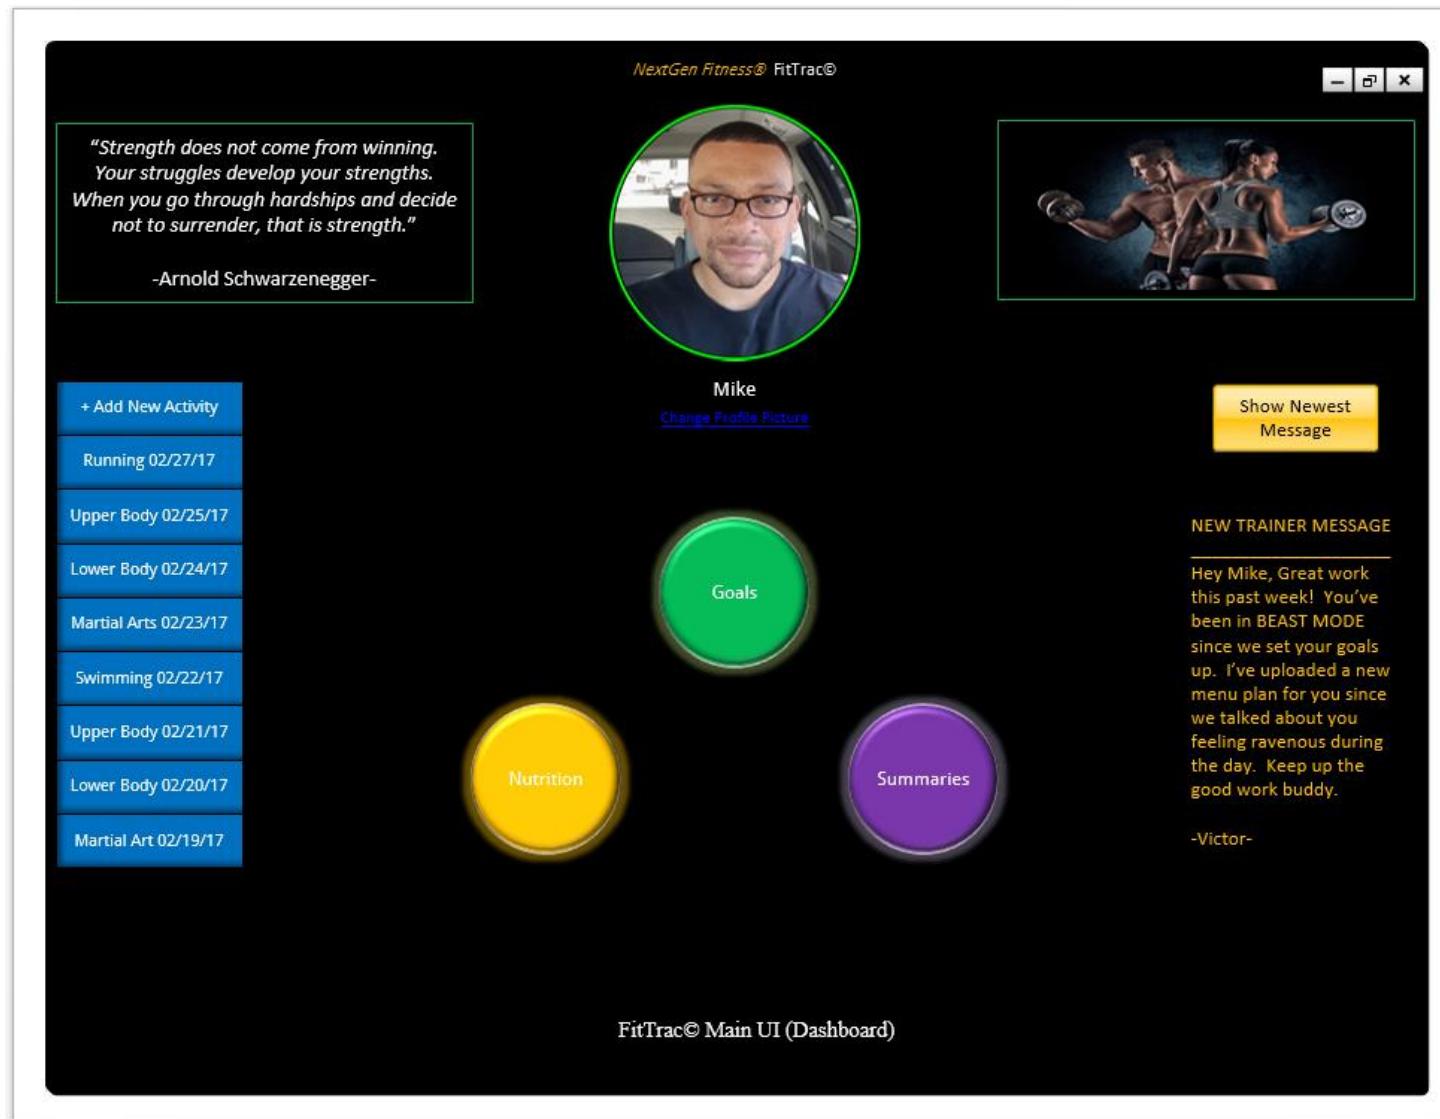 NextGen Fitness® FitTrac©
“Strength does not come from winning.
Your struggles develop your strengths.
When you go through hardships and decide
not to surrender, that is strength.”
-Arnold Schwarzenegger-
Mike
Change Profile Picture
+ Add New Activity
Running 02/27/17
Upper Body 02/25/17
Lower Body 02/24/17
Martial Arts 02/23/17
Swimming 02/22/17
Upper Body 02/21/17
Lower Body 02/20/17
Martial Art 02/19/17
Goals
Nutrition
Summaries
Show Newest
Message
NEW TRAINER MESSAGE
Hey Mike, Great work
this past week!  You’ve
been in BEAST MODE
since we set your goals
up.  I’ve uploaded a new
menu plan for you since
we talked about you
feeling ravenous during
the day.  Keep up the
good work buddy.
-Victor-
FitTrac© Main UI (Dashboard)